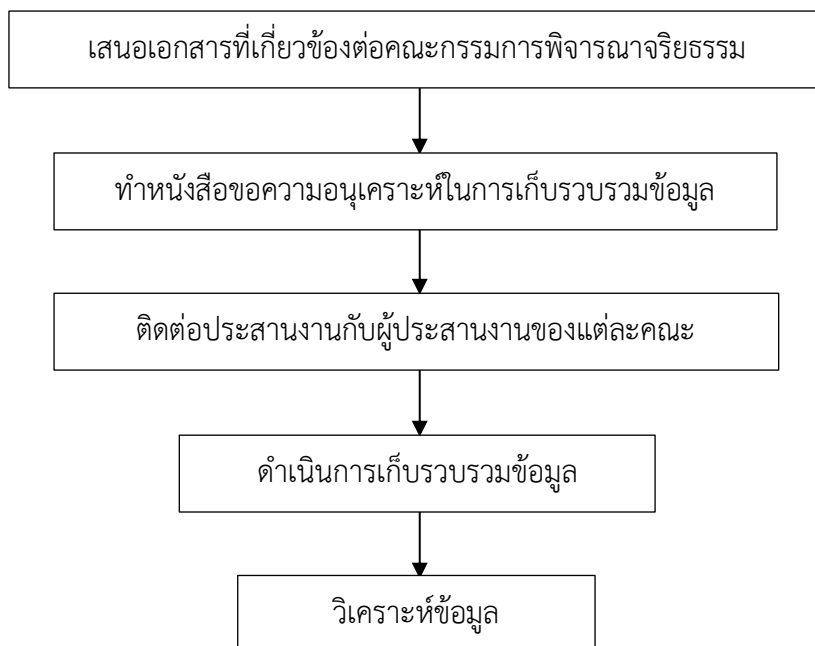 เสนอเอกสารที่เกี่ยวข้องต่อคณะกรรมการพิจารณาจริยธรรม
ทำหนังสือขอความอนุเคราะห์ในการเก็บรวบรวมข้อมูล
ติดต่อประสานงานกับผู้ประสานงานของแต่ละคณะ
ดำเนินการเก็บรวบรวมข้อมูล
วิเคราะห์ข้อมูล